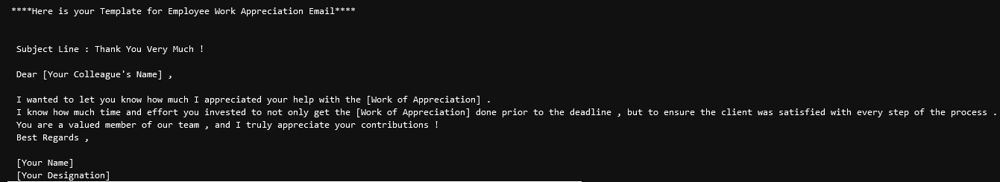 ****Here is your Template for Employee Work Appreciation Email****
Subject Line : Thank You Very Much !
Dear [Your Colleague's Name] ,
I wanted to let you know how much I appreciated your help with the [Work of Appreciation] .
I know how much time and effort you invested to not only get the [Work of Appreciation] done prior to the deadline , but to ensure the client was satisfied with every step of the process .
You are a valued member of our team , and I truly appreciate your contributions !
Best Regards ,
[Your Name]
[Your Designation]